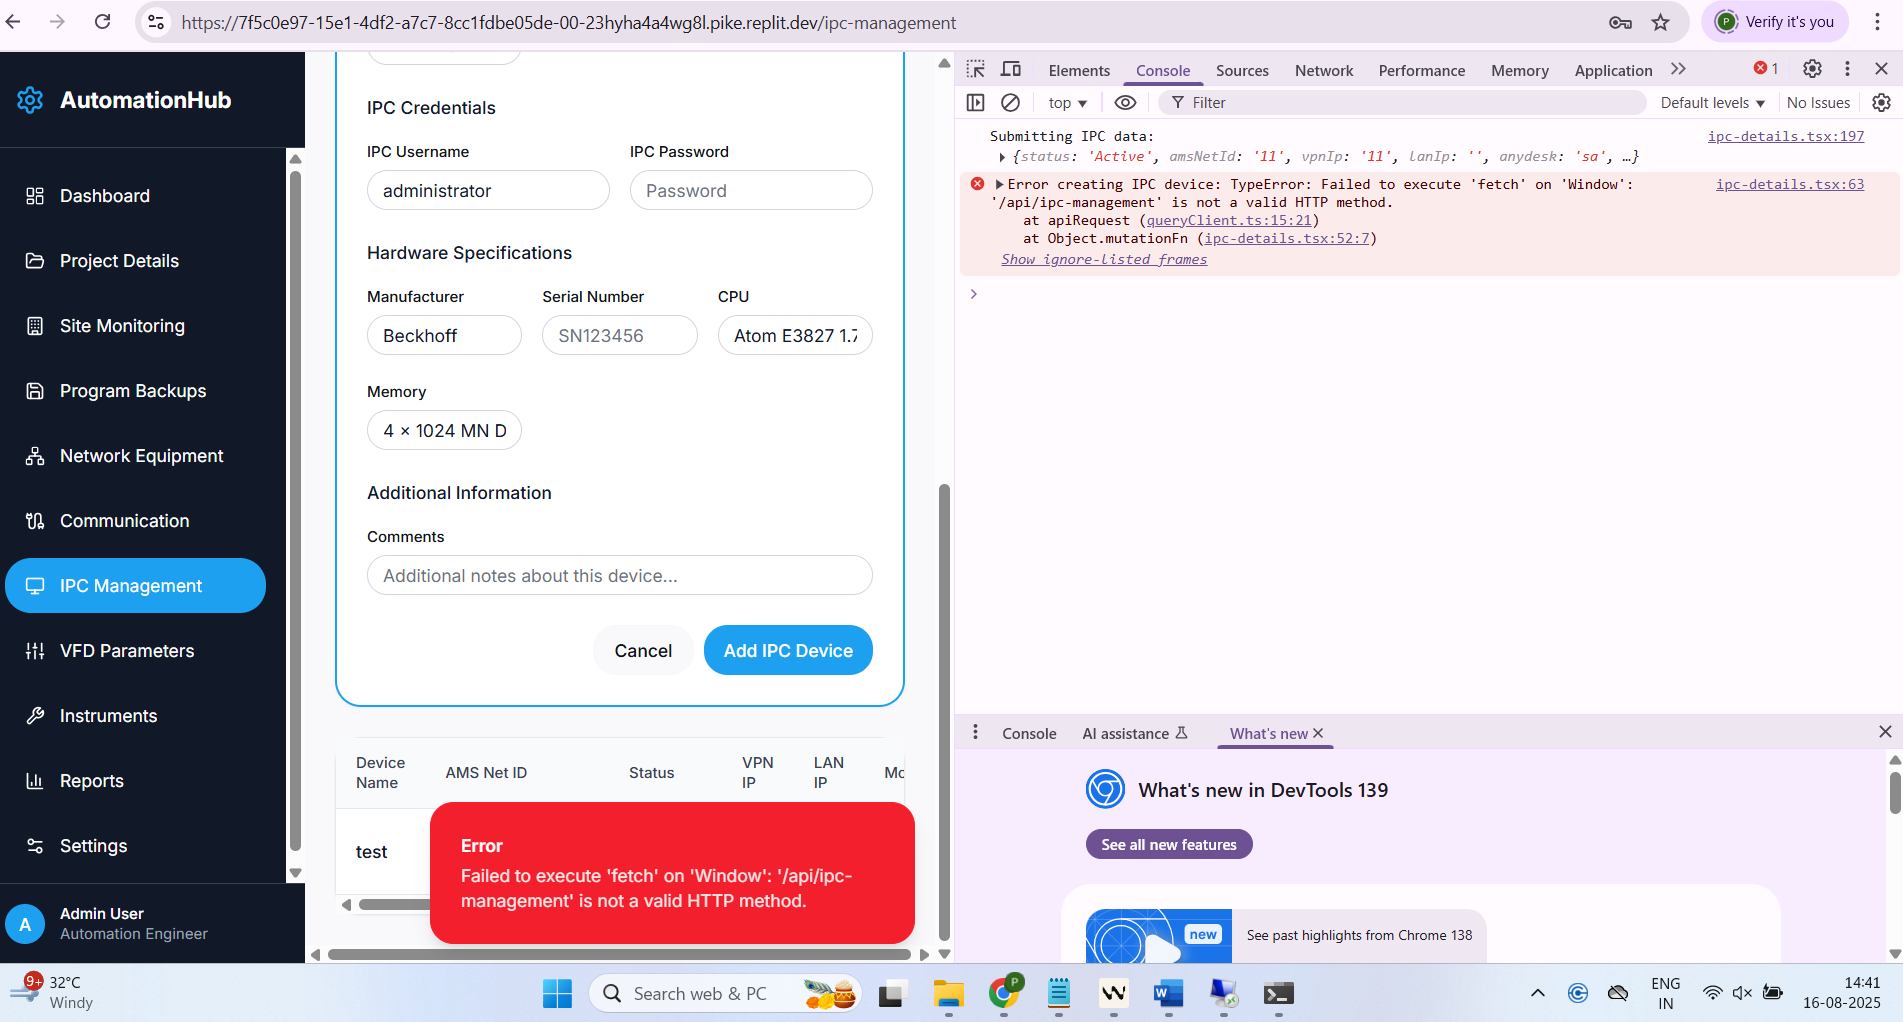 https://7f5c0e97-15e1-4df2-a7c7-8cc1fdbe05de-00-23hyha4a4wg8l.pike.replit.dev/ipc-management
P
Verify it's you
AutomationHub
Dashboard
Project Details
Site Monitoring
Program Backups
Network Equipment
Communication
IPC Management
VFD Parameters
Instruments
Reports
Settings
A
Admin User
Automation Engineer
IPC Credentials
IPC Username
IPC Password
administrator
Password
Hardware Specifications
Manufacturer
Serial Number
CPU
Beckhoff
SN123456
Atom E3827 1.7
Memory
4 × 1024 MN D
Additional Information
Comments
Additional notes about this device...
Cancel
Add IPC Device
Device Name
AMS Net ID
Status
VPN IP
LAN IP
Mo
test
Error
Failed to execute 'fetch' on 'Window': '/api/ipc-
management' is not a valid HTTP method.
Elements
Console
Sources
Network
Performance
Memory
Application
1
top
Filter
Default levels
No Issues
Submitting IPC data:
ipc-details.tsx:197
{status: 'Active', amsNetId: '11', vpnIp: '11', lanIp: '', anydesk: 'sa', …}
Error creating IPC device: TypeError: Failed to execute 'fetch' on 'Window':
ipc-details.tsx:63
'/api/ipc-management' is not a valid HTTP method.
at apiRequest (queryClient.ts:15:21)
at Object.mutationFn (ipc-details.tsx:52:7)
Show ignore-listed frames
Console
AI assistance
What's new
What's new in DevTools 139
See all new features
new
See past highlights from Chrome 138
9+
32°C
Windy
Search web & PC
P
W
ENG
IN
14:41
16-08-2025